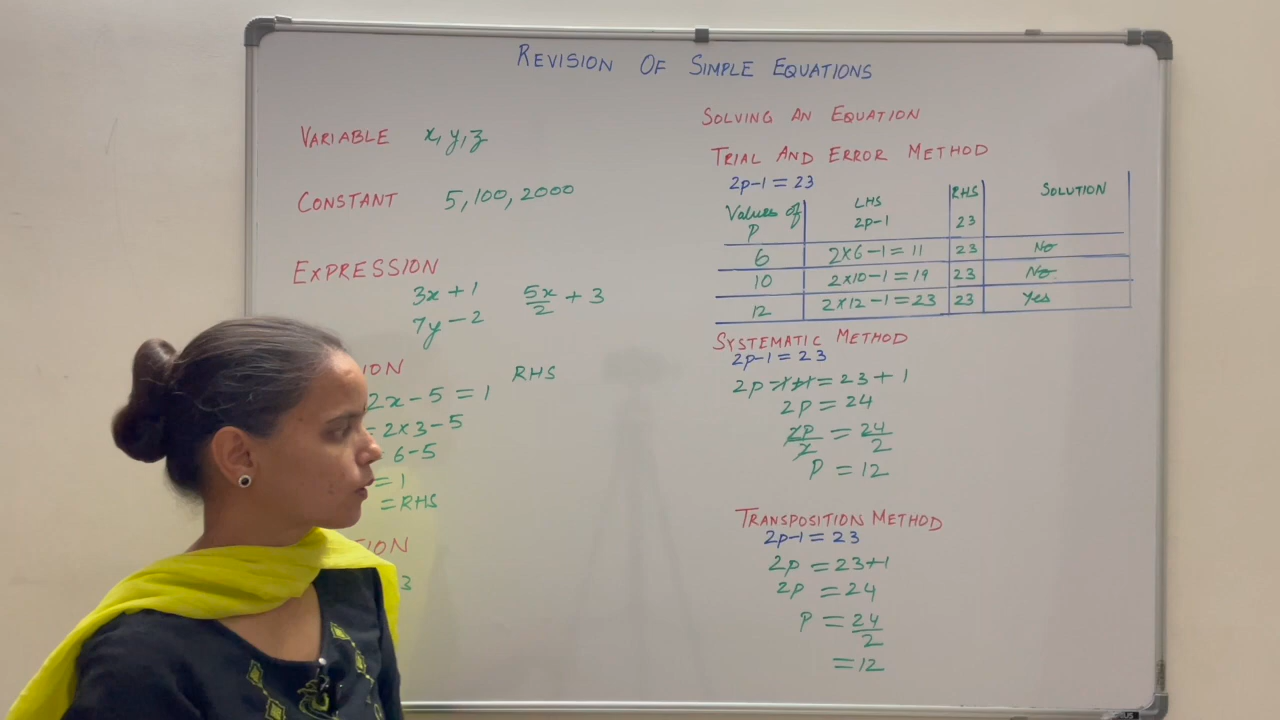 REVISION OF SIMPLE EQUATIONS
VARIABLE x, y, z
CONSTANT 5, 100, 2000
EXPRESSION
3x + 1 5x/2 + 3
7y - 2
ION
RHS
2x - 5 = 1
= 2×3 - 5
6 - 5
= 1
= RHS
TION
3
SOLVING AN EQUATION
TRIAL AND ERROR METHOD
2p-1 = 23
Values of P LHS 2p-1 RHS 23 SOLUTION
6 2×6-1 = 11 23 No
10 2×10-1 = 19 23 No
12 2×12-1 = 23 23 Yes
SYSTEMATIC METHOD
2p-1 = 23
2p -1+1 = 23 + 1
2p = 24
2p/2 = 24/2
P = 12
TRANSPOSITION METHOD
2p-1 = 23
2p = 23+1
2p = 24
P = 24/2
= 12